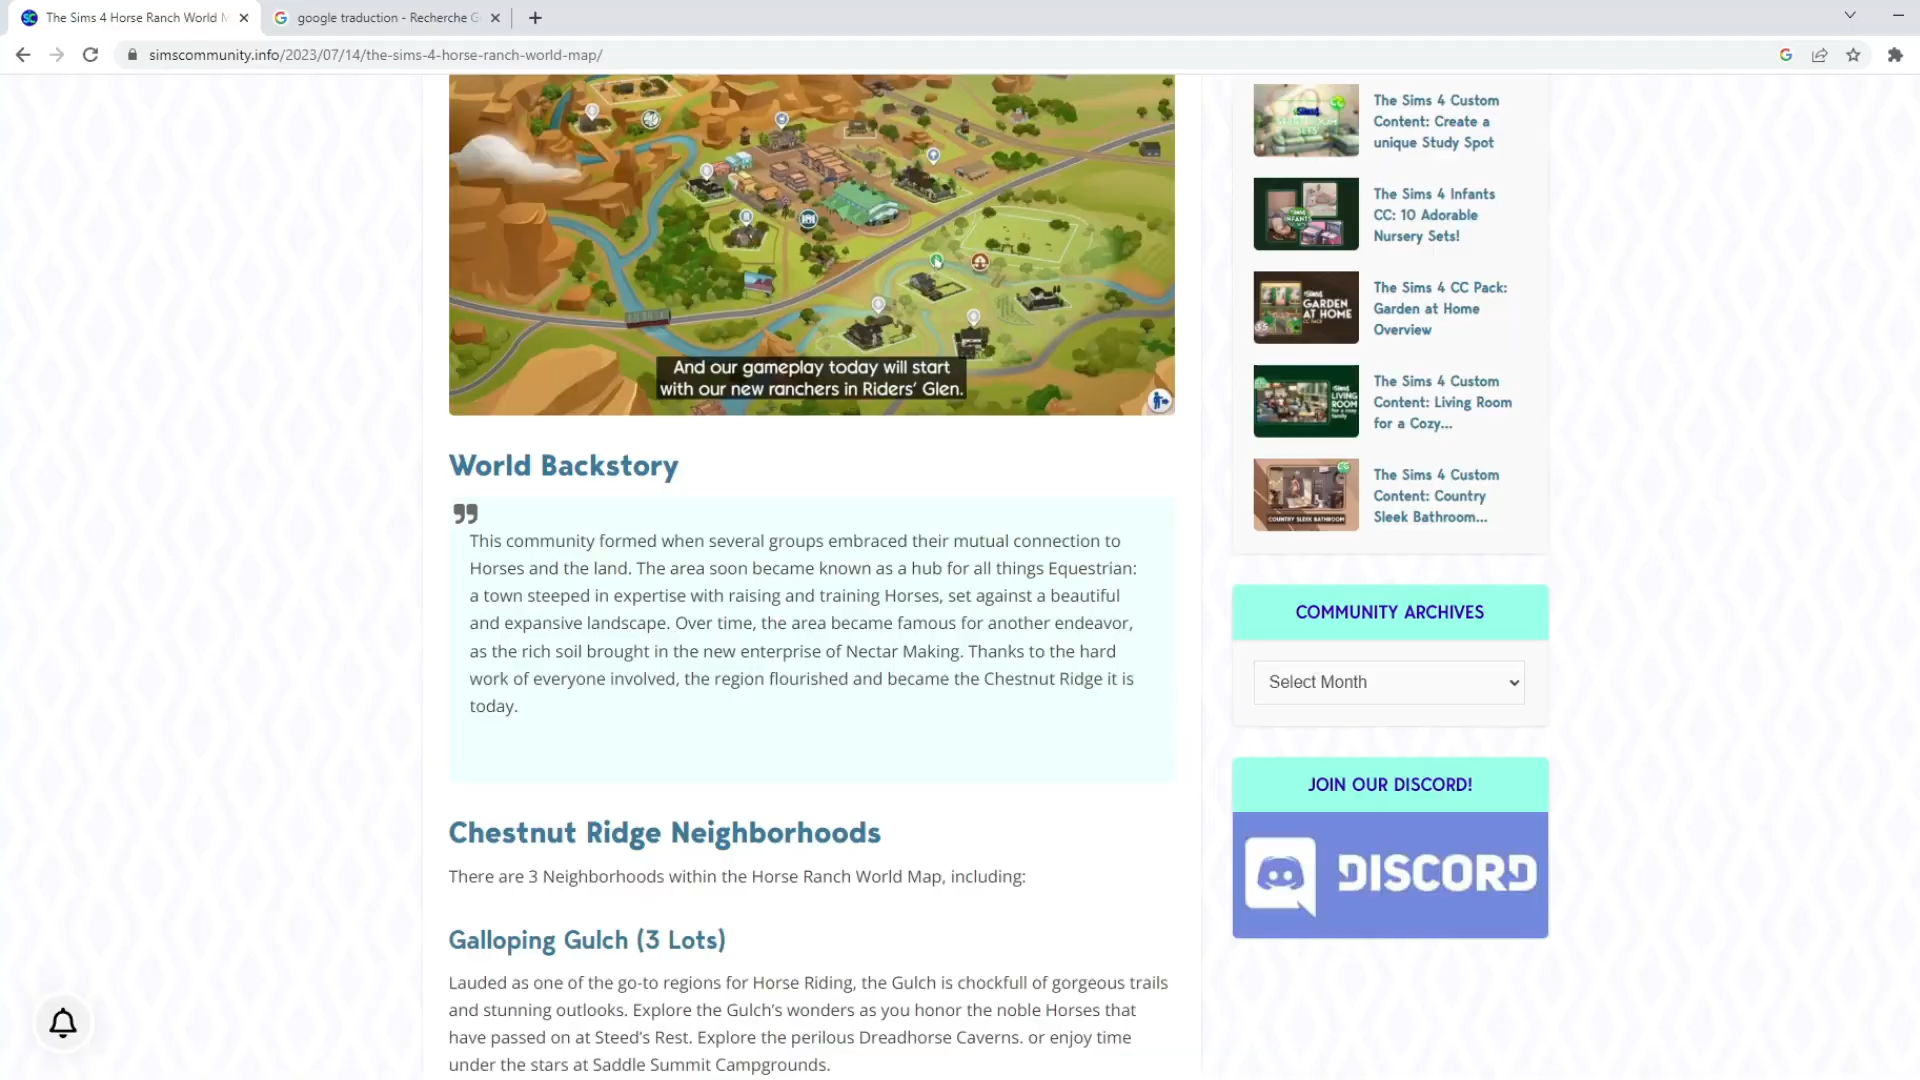 The Sims 4 Horse Ranch World M
google traduction - Recherche G
simscommunity.info/2023/07/14/the-sims-4-horse-ranch-world-map/
And our gameplay today will start
with our new ranchers in Riders' Glen.
World Backstory
This community formed when several groups embraced their mutual connection to
Horses and the land. The area soon became known as a hub for all things Equestrian:
a town steeped in expertise with raising and training Horses, set against a beautiful
and expansive landscape. Over time, the area became famous for another endeavor,
as the rich soil brought in the new enterprise of Nectar Making. Thanks to the hard
work of everyone involved, the region flourished and became the Chestnut Ridge it is
today.
Chestnut Ridge Neighborhoods
There are 3 Neighborhoods within the Horse Ranch World Map, including:
Galloping Gulch (3 Lots)
Lauded as one of the go-to regions for Horse Riding, the Gulch is chockfull of gorgeous trails
and stunning outlooks. Explore the Gulch's wonders as you honor the noble Horses that
have passed on at Steed's Rest. Explore the perilous Dreadhorse Caverns. or enjoy time
under the stars at Saddle Summit Campgrounds.
The Sims 4 Custom
Content: Create a
unique Study Spot
The Sims 4 Infants
CC: 10 Adorable
Nursery Sets!
GARDEN
AT HOME
The Sims 4 CC Pack:
Garden at Home
Overview
LIVING
ROOM
The Sims 4 Custom
Content: Living Room
for a Cozy...
COUNTRY SLEEK BATHROOM
The Sims 4 Custom
Content: Country
Sleek Bathroom...
COMMUNITY ARCHIVES
Select Month
JOIN OUR DISCORD!
DISCORD